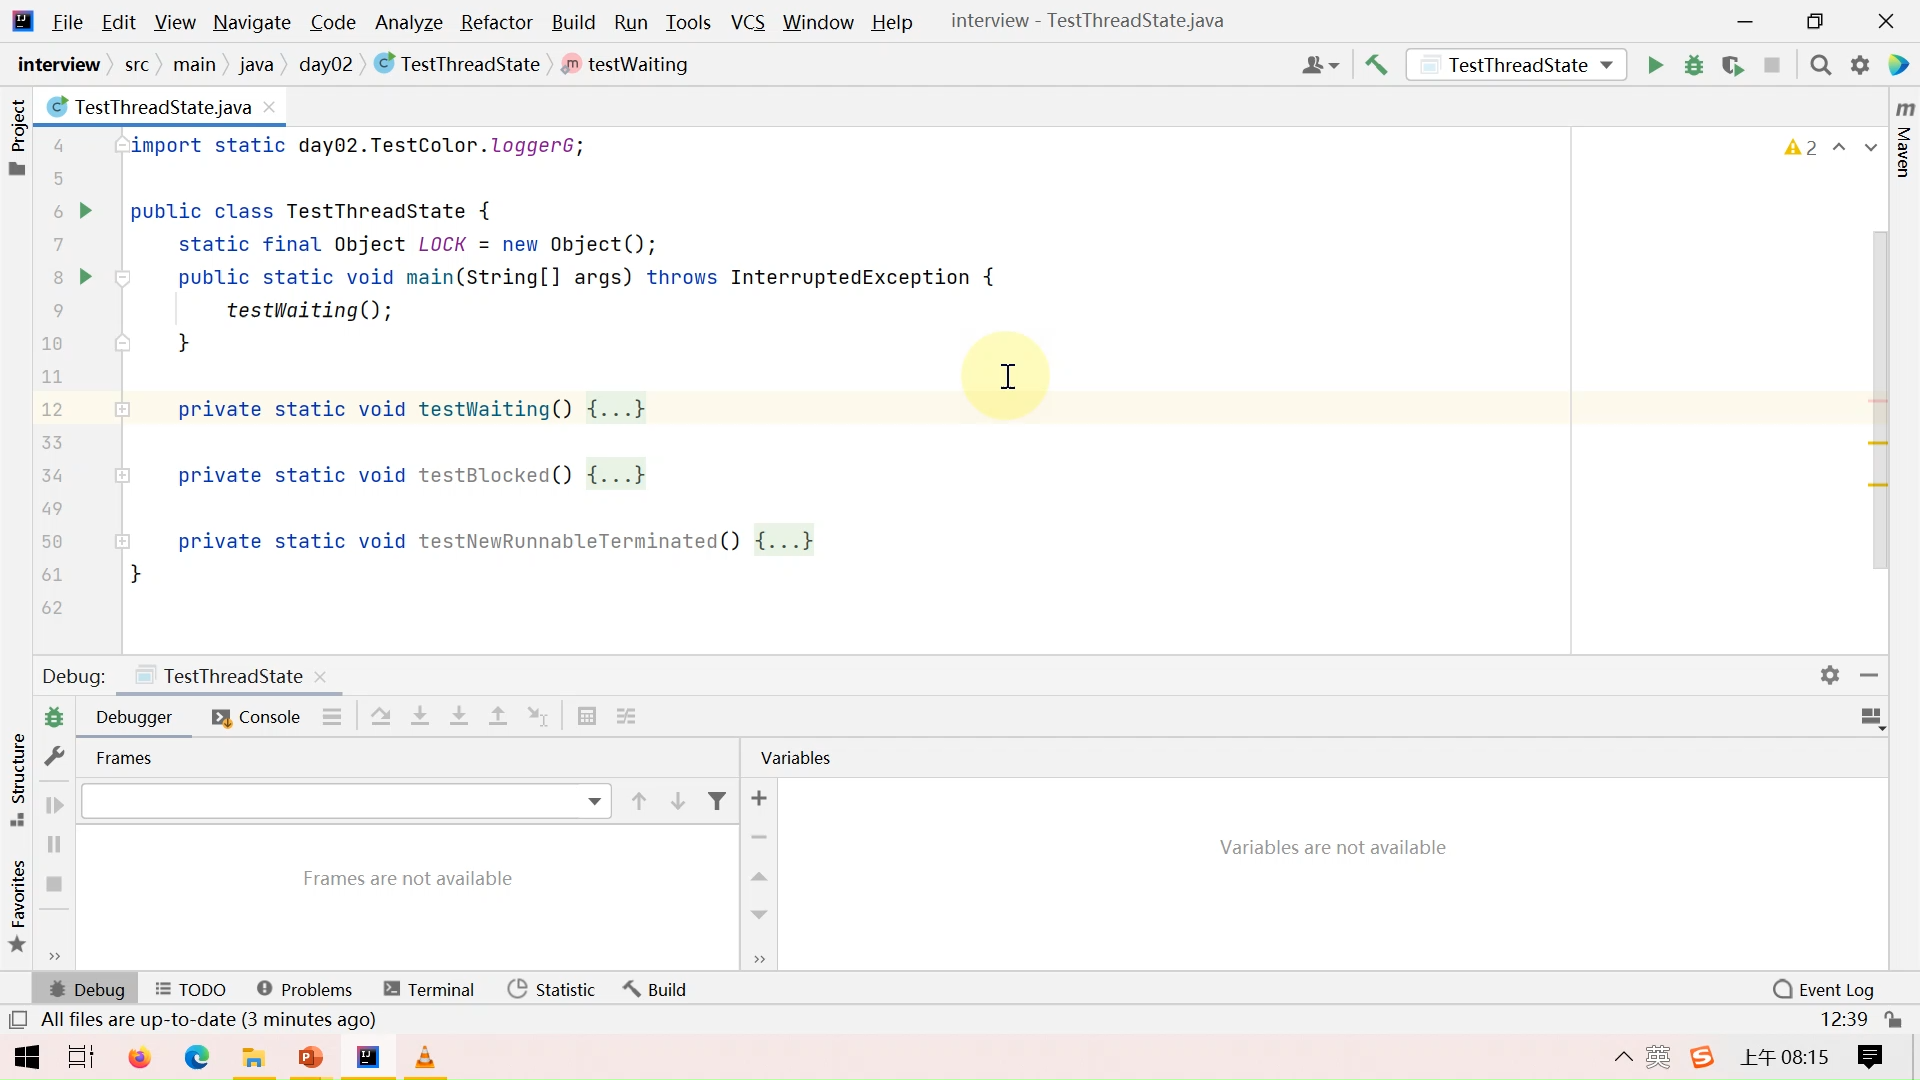 File Edit View Navigate Code Analyze Refactor Build Run Tools VCS Window Help interview - TestThreadState.java
interview src main java day02 TestThreadState testWaiting TestThreadState
Project
TestThreadState.java
Maven
4 import static day02.TestColor.loggerG;
2
5
6 public class TestThreadState {
7 static final Object LOCK = new Object();
8 public static void main(String[] args) throws InterruptedException {
9 testWaiting();
10 }
11
12 private static void testWaiting() {...}
33
34 private static void testBlocked() {...}
49
50 private static void testNewRunnableTerminated() {...}
61 }
62
Structure
Favorites
Debug: TestThreadState
Debugger Console
Frames Variables
Frames are not available
Variables are not available
Debug TODO Problems Terminal Statistic Build Event Log
All files are up-to-date (3 minutes ago) 12:39
英 上午 08:15